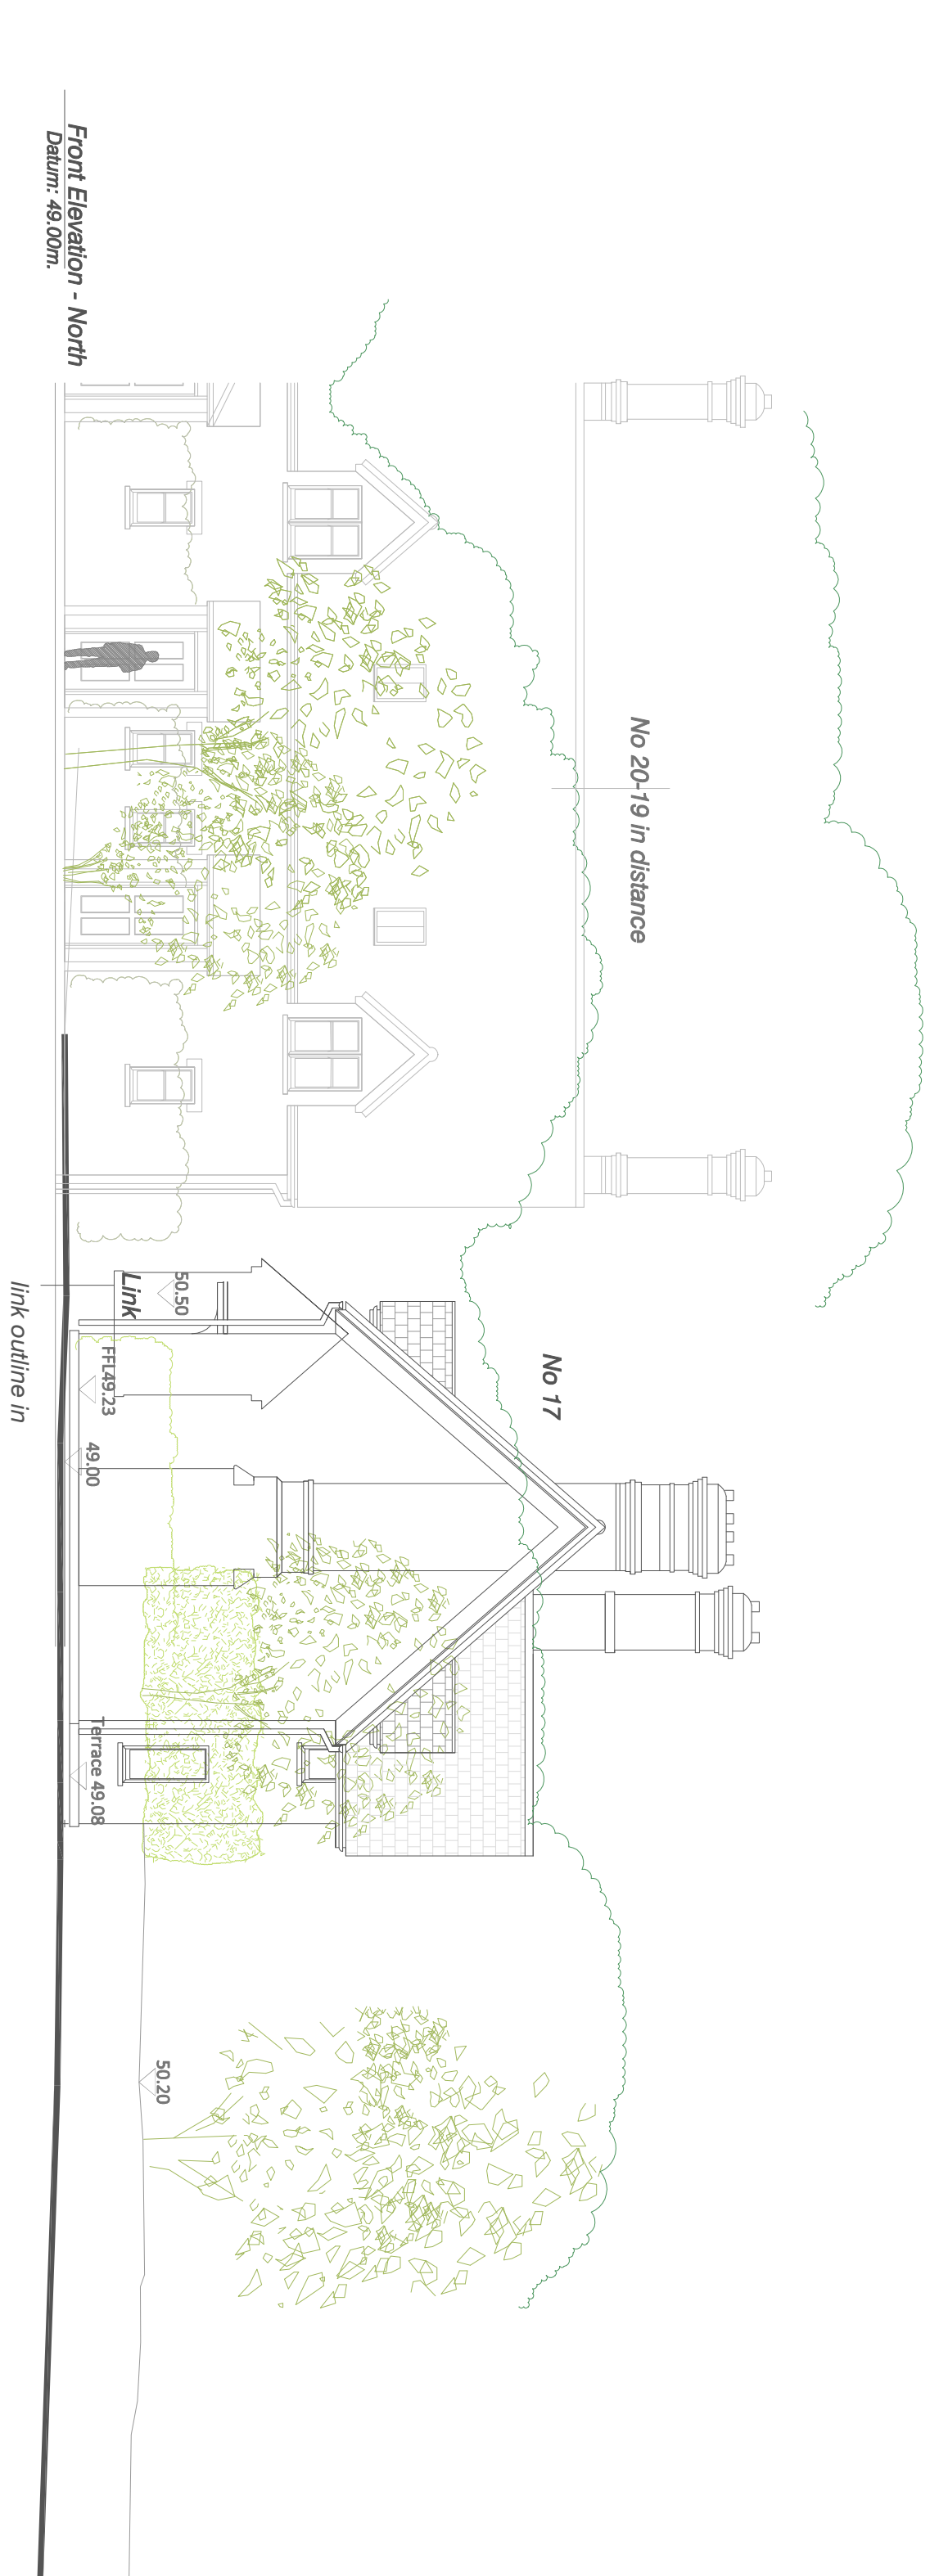 Front Elevation - North
Datum: 49.00m.
No 20-19 in distance
No 17
50.50
Link
FFL49.23
49.00
Terrace 49.08
50.20
link outline in